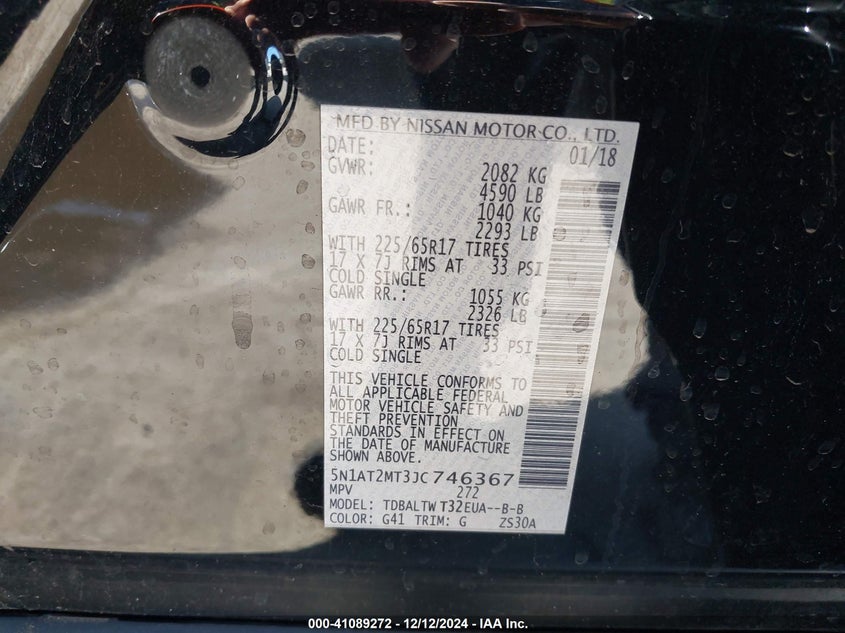 MFD BY NISSAN MOTOR CO., LTD.
DATE: 01/18
GVWR: 2082 KG
4590 LB
GAWR FR.: 1040 KG
2293 LB
WITH 225/65R17 TIRES
17 X 7J RIMS AT 33 PSI
COLD SINGLE
GAWR RR.: 1055 KG
2326 LB
WITH 225/65R17 TIRES
17 X 7J RIMS AT 33 PSI
COLD SINGLE
THIS VEHICLE CONFORMS TO
ALL APPLICABLE FEDERAL
MOTOR VEHICLE SAFETY AND
THEFT PREVENTION
STANDARDS IN EFFECT ON
THE DATE OF MANUFACTURE
SHOWN ABOVE.
5N1AT2MT3JC746367
MPV 272
MODEL: TDBALTW T32EUA--B-B
COLOR: G41 TRIM: G ZS30A
000-41089272 - 12/12/2024 - IAA Inc.